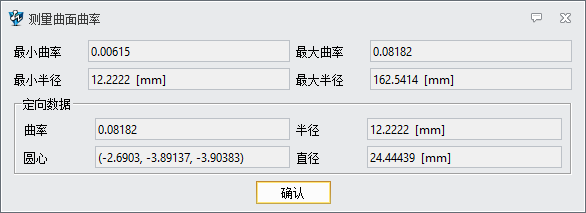 测量曲面曲率
最小曲率 0.00615 最大曲率 0.08182
最小半径 12.2222 [mm] 最大半径 162.5414 [mm]
定向数据
曲率 0.08182 半径 12.2222 [mm]
圆心 (-2.6903, -3.89137, -3.90383) 直径 24.44439 [mm]
确认